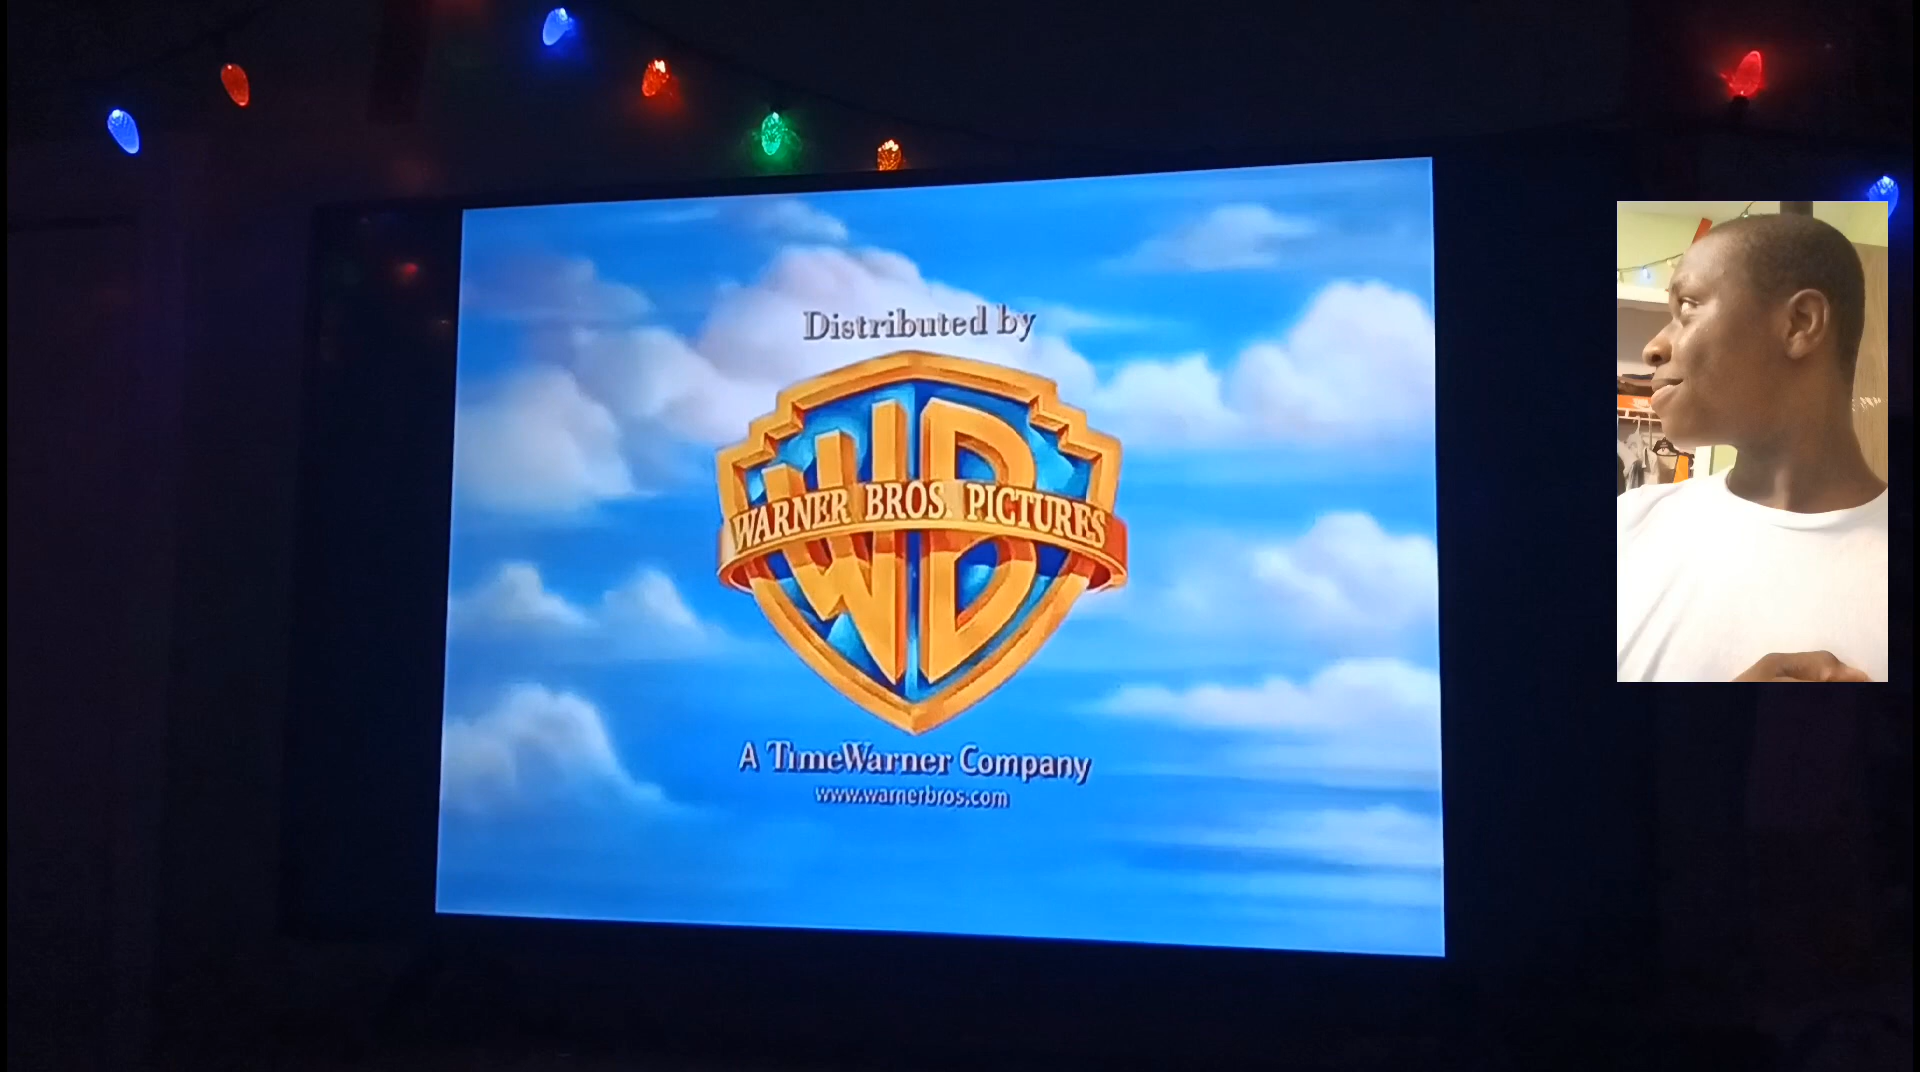 Distributed by
WARNER BROS. PICTURES
WB
A TimeWarner Company
www.warnerbros.com